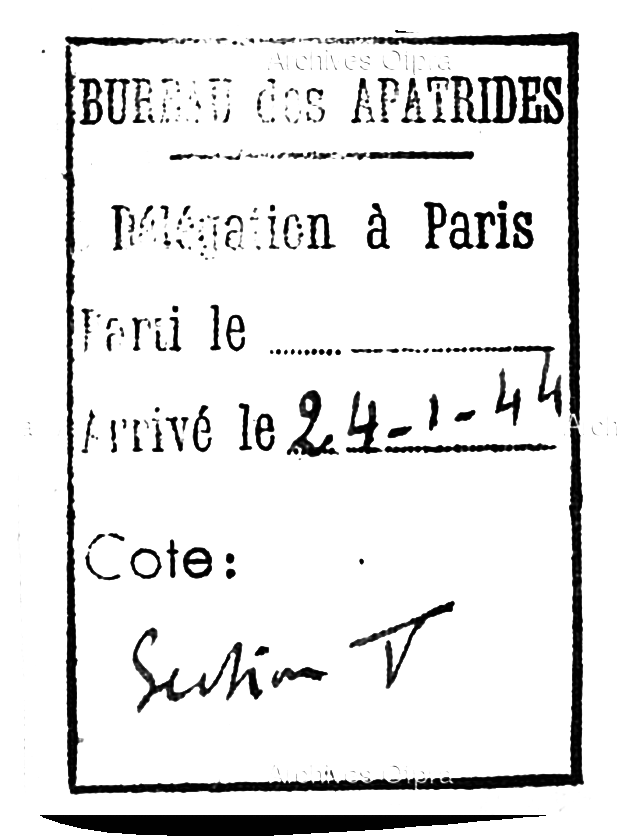 Archives Ofpra
BUREAU des APATRIDES
Délégation à Paris
Parti le
Arrivé le 24-1-44
Cote:
Section V
Archives Ofpra